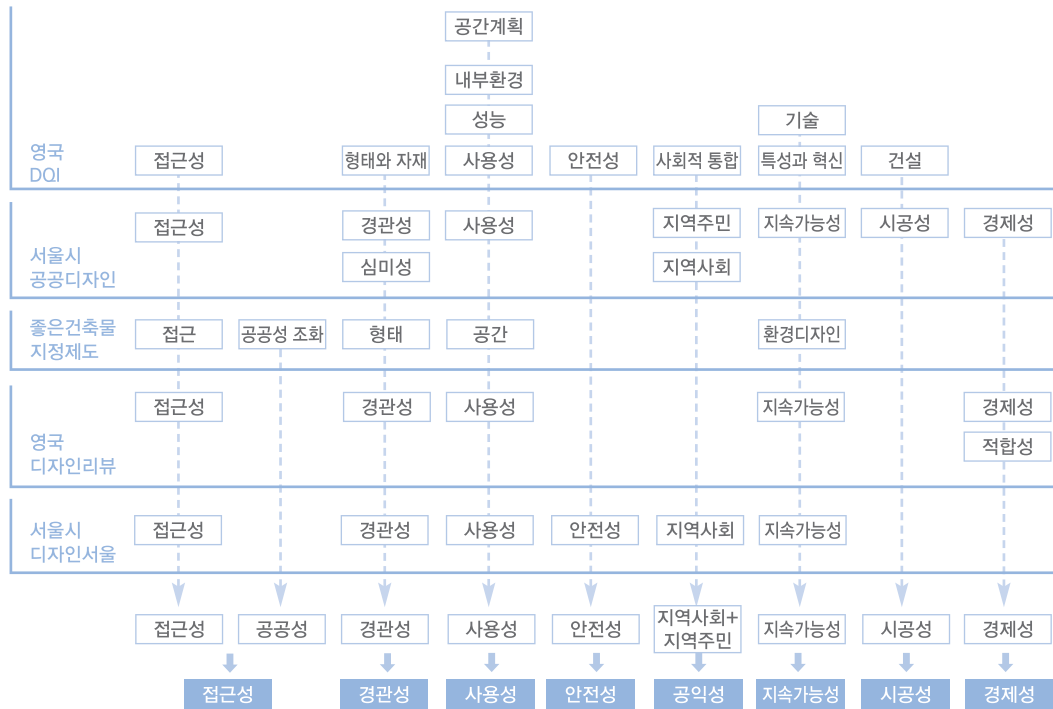 공간계획
내부환경
성능
기술
영국
DQI
접근성
형태와 자재
사용성
안전성
사회적 통합
특성과 혁신
건설
서울시
공공디자인
접근성
경관성
사용성
지역주민
지속가능성
시공성
경제성
심미성
지역사회
좋은건축물
지정제도
접근
공공성 조화
형태
공간
환경디자인
영국
디자인리뷰
접근성
경관성
사용성
지속가능성
경제성
적합성
서울시
디자인서울
접근성
경관성
사용성
안전성
지역사회
지속가능성
접근성
공공성
경관성
사용성
안전성
지역사회+
지역주민
지속가능성
시공성
경제성
접근성
경관성
사용성
안전성
공익성
지속가능성
시공성
경제성